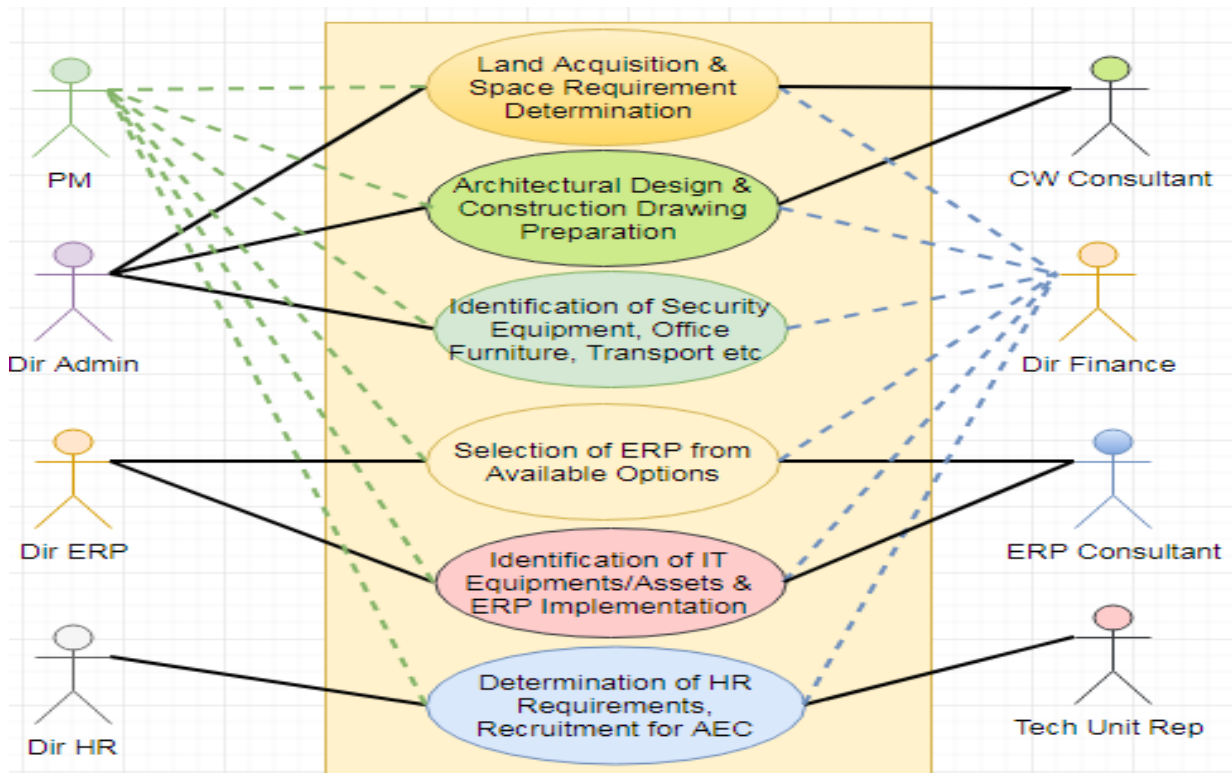 Land Acquisition &
Space Requirement
Determination
PM
CW Consultant
Architectural Design &
Construction Drawing
Preparation
Identification of Security
Equipment, Office
Furniture, Transport etc
Dir Admin
Dir Finance
Selection of ERP from
Available Options
Dir ERP
ERP Consultant
Identification of IT
Equipments/Assets &
ERP Implementation
Determination of HR
Requirements,
Recruitment for AEC
Dir HR
Tech Unit Rep